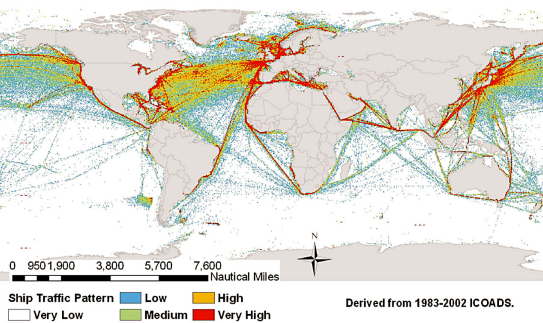 N
0 950 1,900 3,800 5,700 7,600
Nautical Miles
Ship Traffic Pattern Low High
Very Low Medium Very High
Derived from 1983-2002 ICOADS.